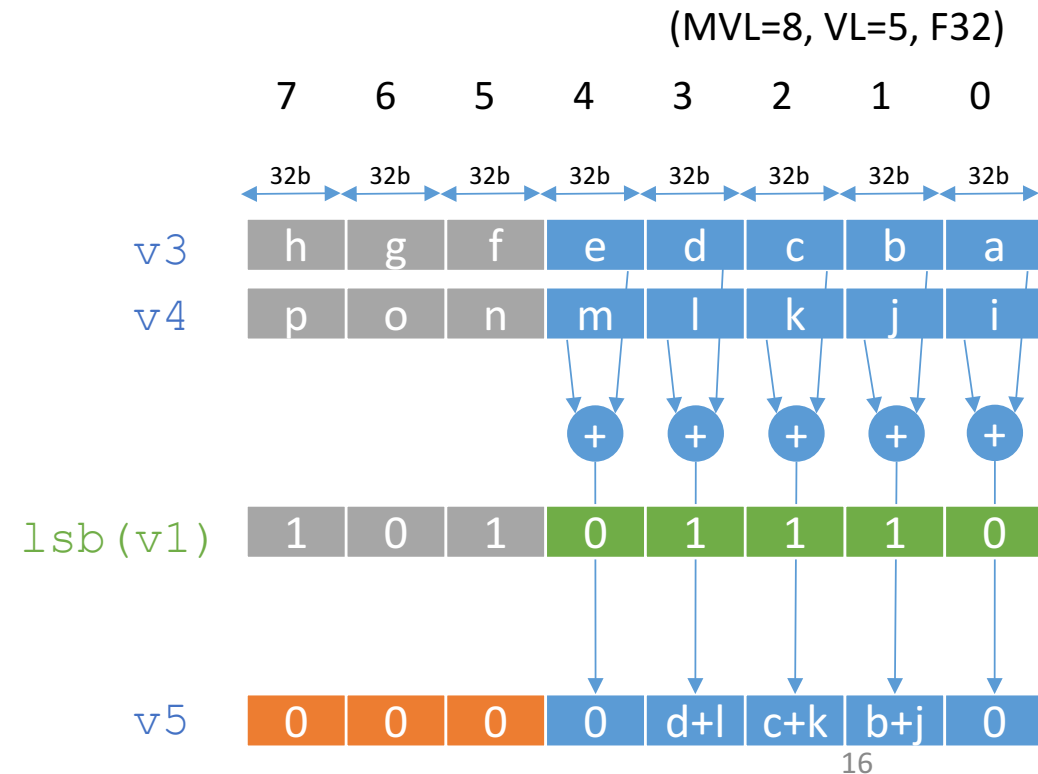 (MVL=8, VL=5, F32)
7 6 5 4 3 2 1 0
32b 32b 32b 32b 32b 32b 32b 32b
v3 h g f e d c b a
v4 p o n m l k j i
+ + + + +
lsb(v1) 1 0 1 0 1 1 1 0
v5 0 0 0 0 d+l c+k b+j 0
16